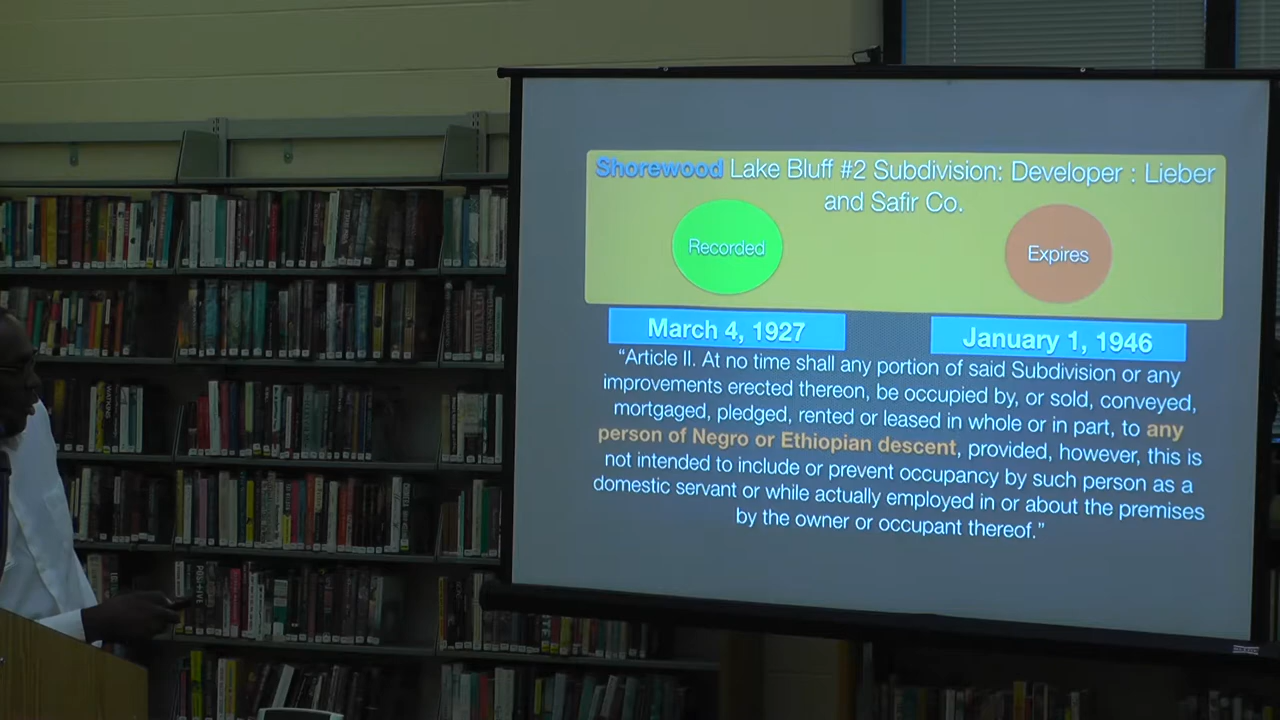 Shorewood Lake Bluff #2 Subdivision: Developer : Lieber
and Safir Co.
Recorded
Expires
March 4, 1927
January 1, 1946
“Article II. At no time shall any portion of said Subdivision or any
improvements erected thereon, be occupied by, or sold, conveyed,
mortgaged, pledged, rented or leased in whole or in part, to any
person of Negro or Ethiopian descent, provided, however, this is
not intended to include or prevent occupancy by such person as a
domestic servant or while actually employed in or about the premises
by the owner or occupant thereof.”